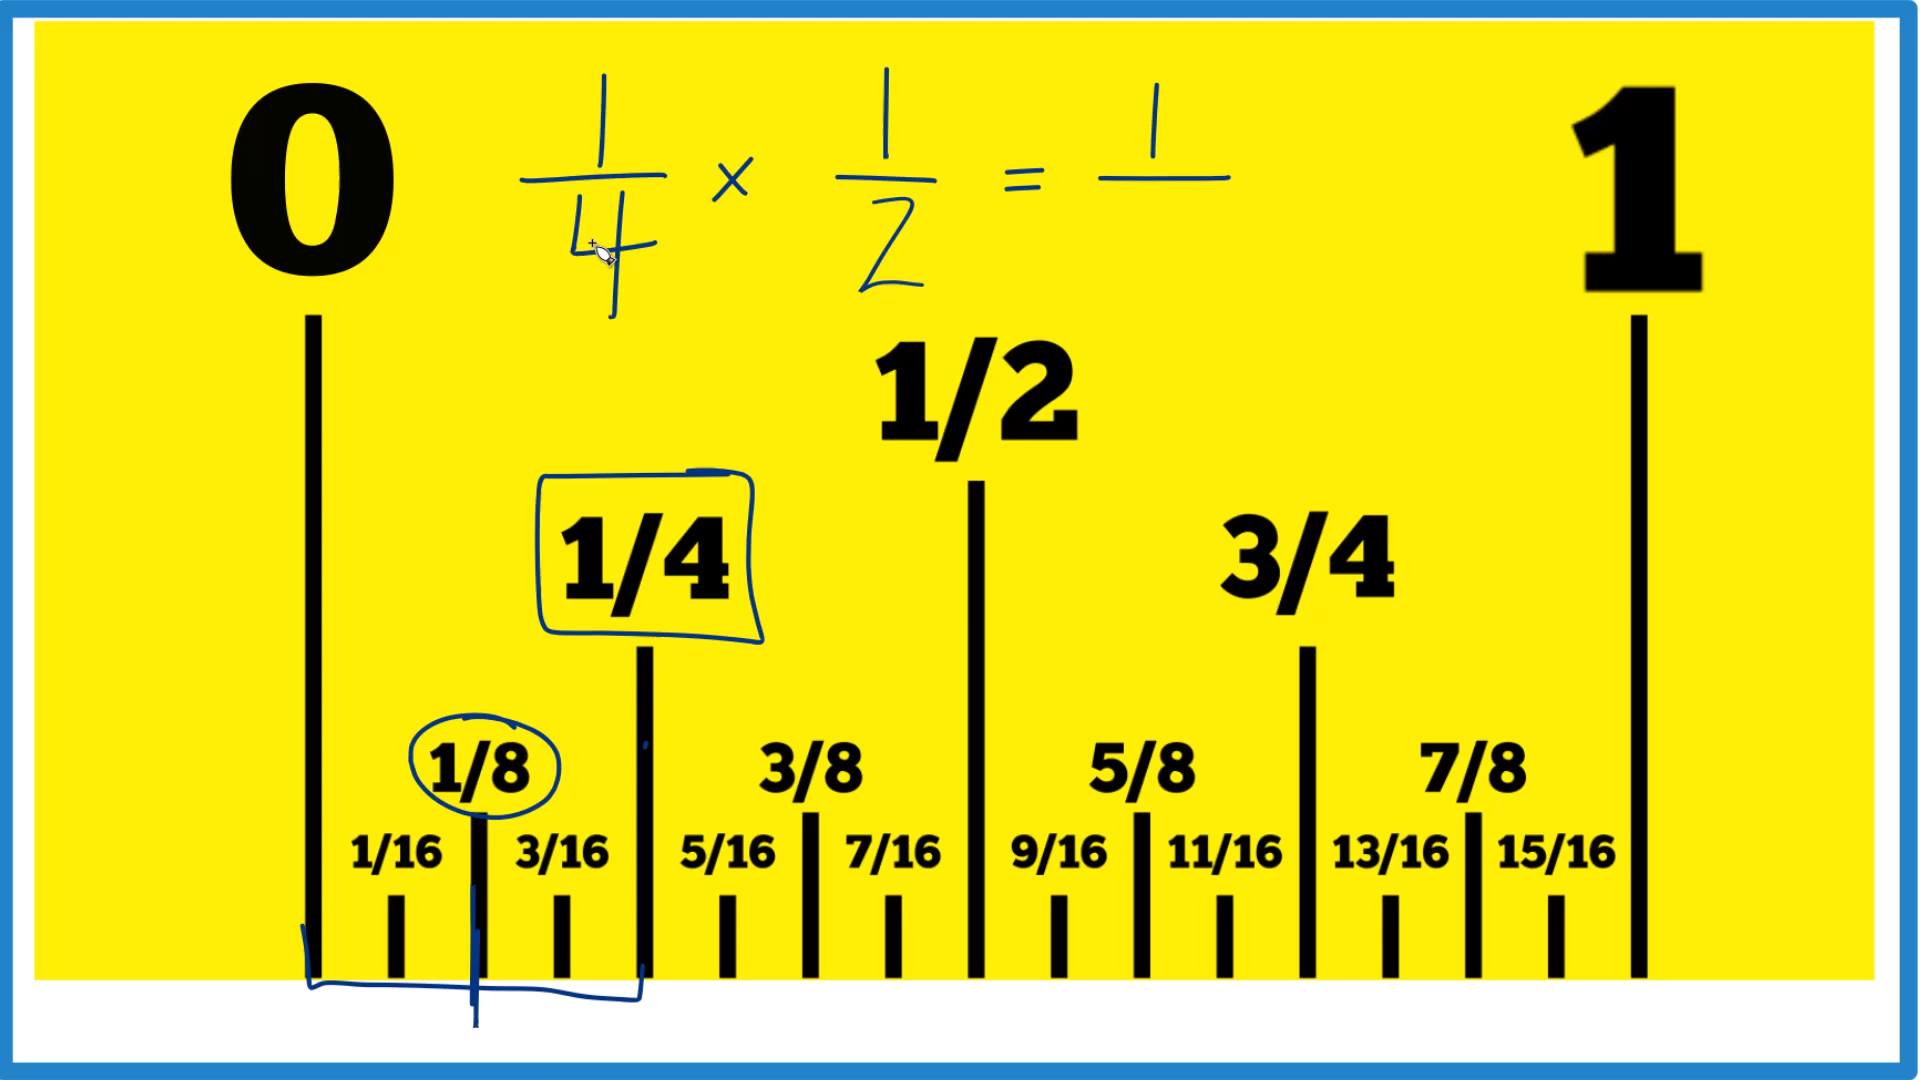 0 1/4 × 1/2 = 1/ 1
1/2
1/4 3/4
1/8 3/8 5/8 7/8
1/16 3/16 5/16 7/16 9/16 11/16 13/16 15/16